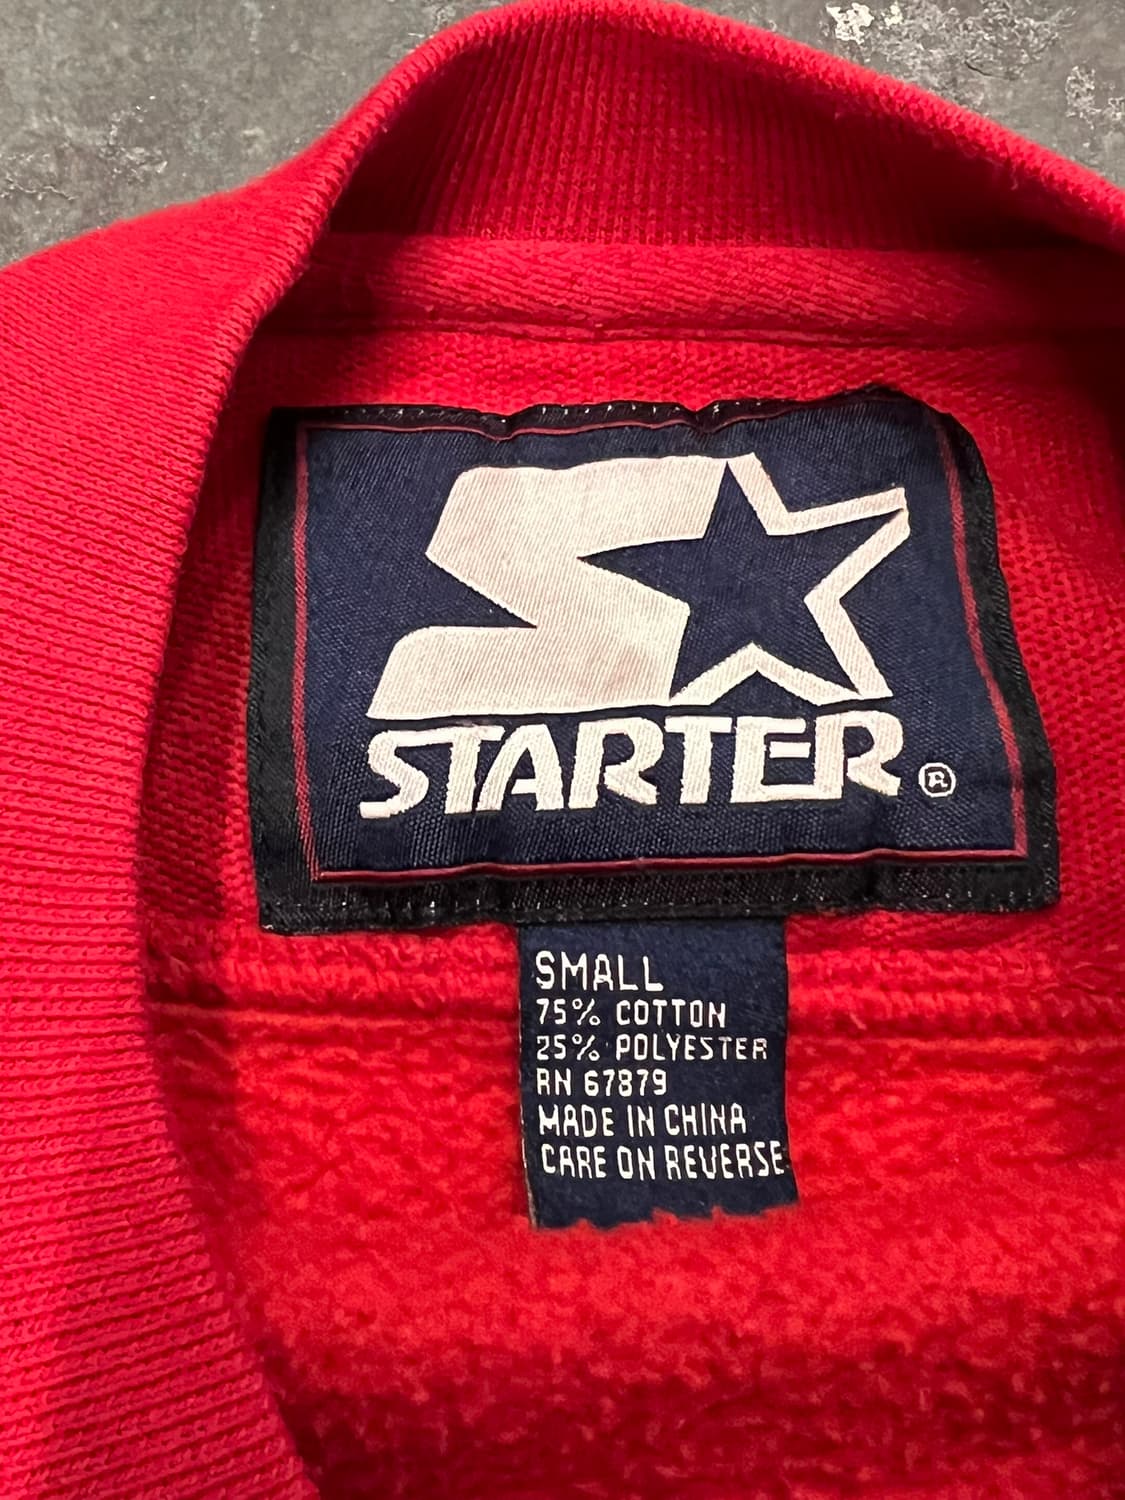 STARTER ®
SMALL
75% COTTON
25% POLYESTER
RN 67879
MADE IN CHINA
CARE ON REVERSE